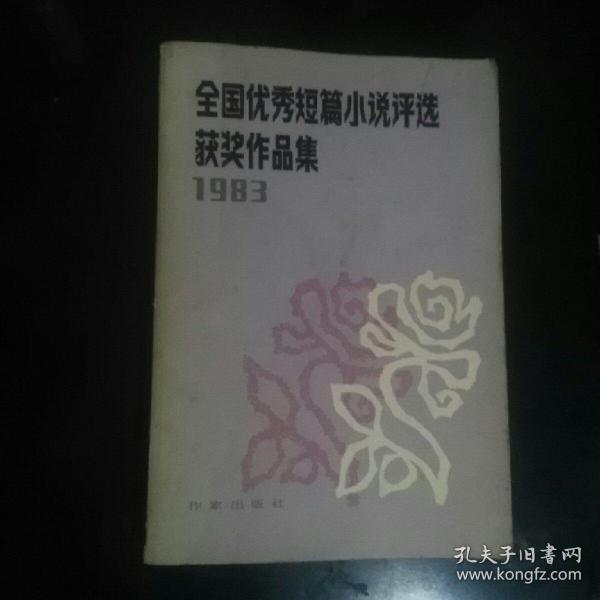 全国优秀短篇小说评选
获奖作品集
1983
作家出版社
孔夫子旧书网
www.kongfz.com